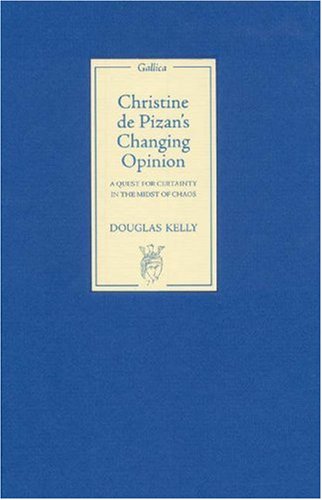 Gallica
Christine
de Pizan's
Changing
Opinion
A QUEST FOR CERTAINTY
IN THE MIDST OF CHAOS
DOUGLAS KELLY